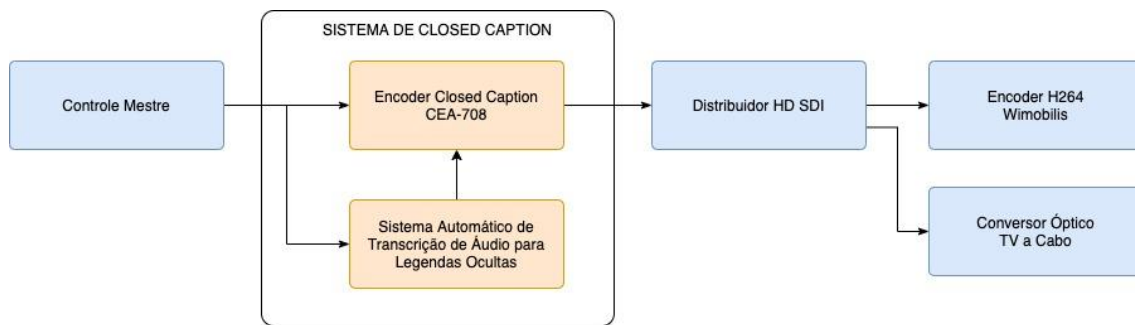 SISTEMA DE CLOSED CAPTION
Controle Mestre
Encoder Closed Caption
CEA-708
Distribuidor HD SDI
Encoder H264
Wimobilis
Sistema Automático de
Transcrição de Áudio para
Legendas Ocultas
Conversor Óptico
TV a Cabo